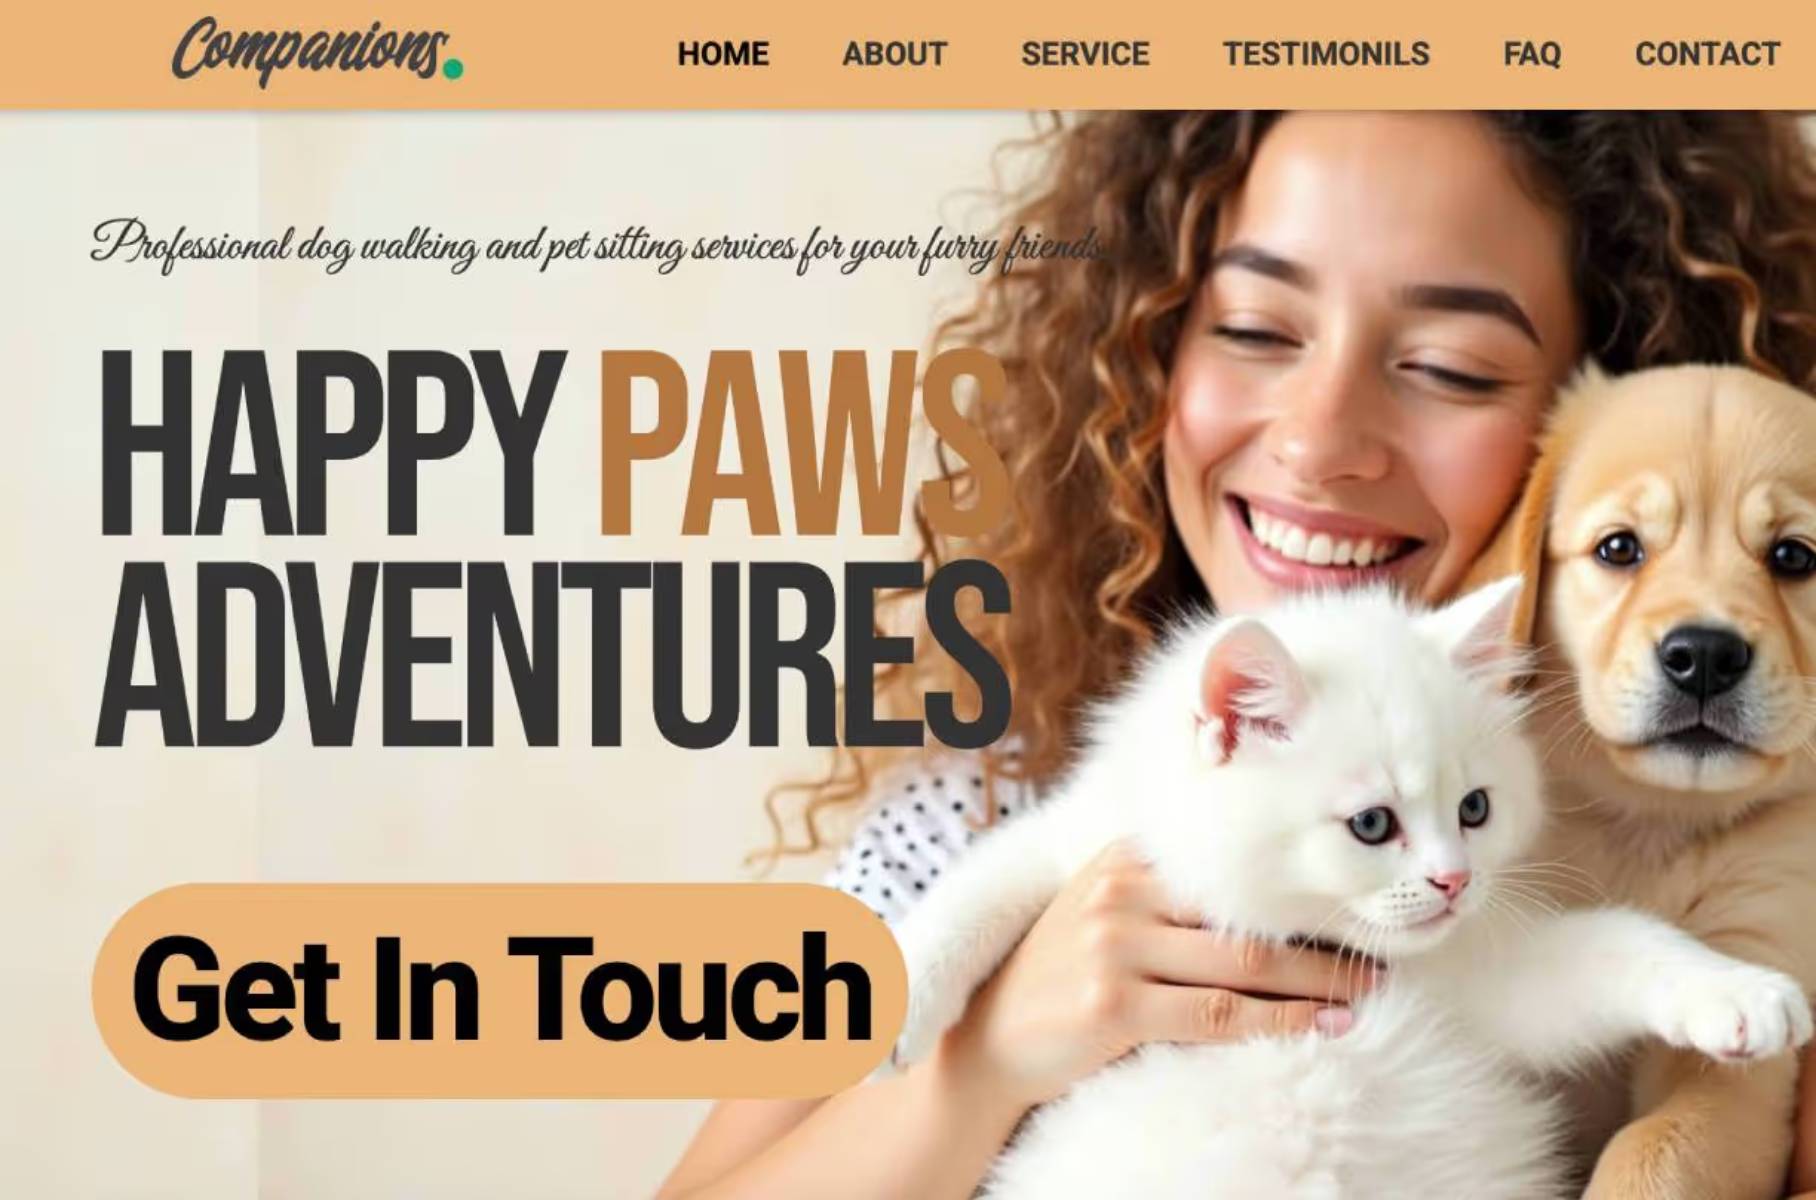 Companions.
HOME ABOUT SERVICE TESTIMONILS FAQ CONTACT
Professional dog walking and pet sitting services for your furry friends.
HAPPY PAWS
ADVENTURES
Get In Touch